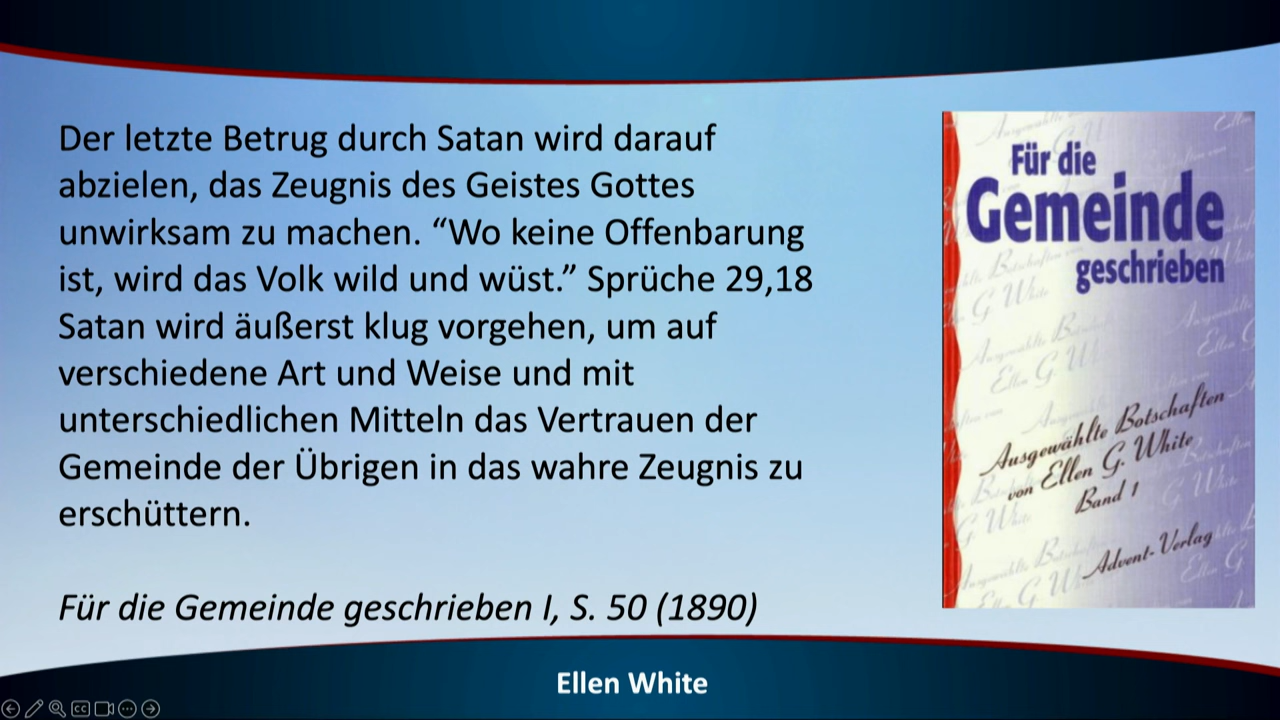 Der letzte Betrug durch Satan wird darauf
abzielen, das Zeugnis des Geistes Gottes
unwirksam zu machen. “Wo keine Offenbarung
ist, wird das Volk wild und wüst.” Sprüche 29,18
Satan wird äußerst klug vorgehen, um auf
verschiedene Art und Weise und mit
unterschiedlichen Mitteln das Vertrauen der
Gemeinde der Übrigen in das wahre Zeugnis zu
erschüttern.
Für die Gemeinde geschrieben I, S. 50 (1890)
Für die
Gemeinde
geschrieben
Ausgewählte Botschaften
von Ellen G. White
Band 1
Advent-Verlag
Ellen White
CC